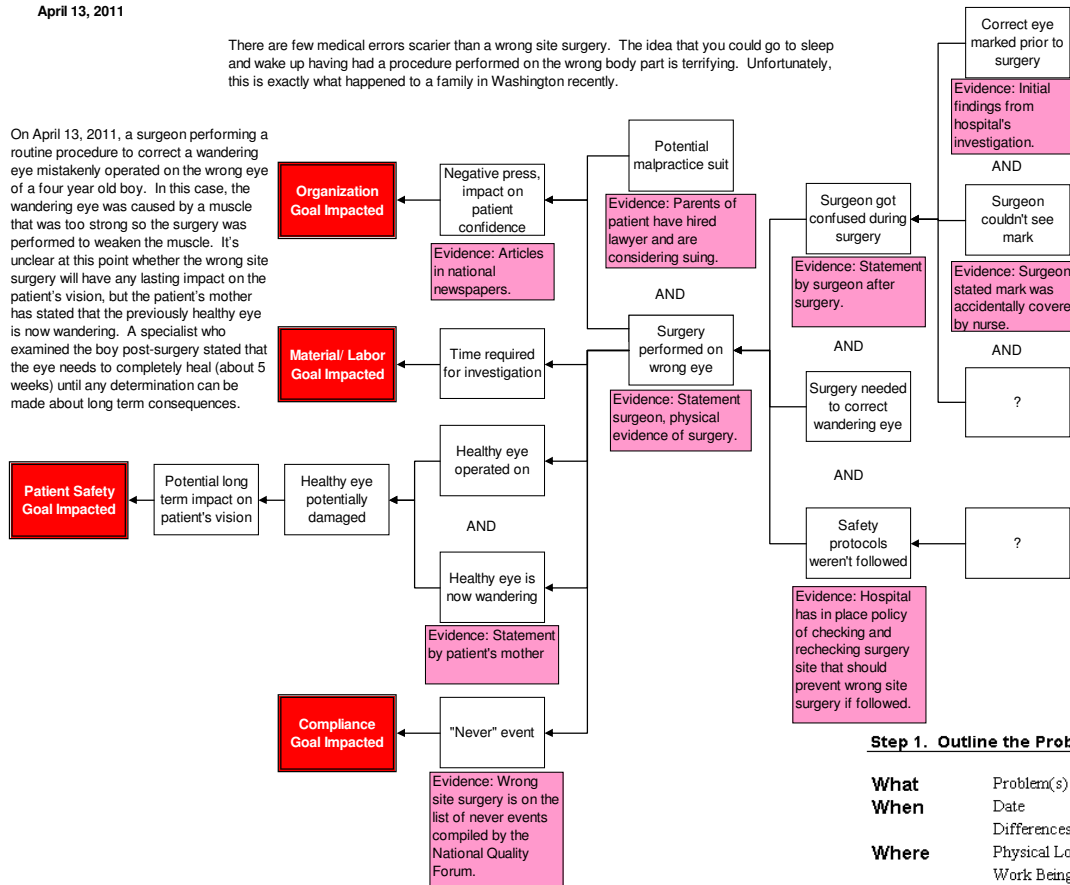 April 13, 2011
There are few medical errors scarier than a wrong site surgery. The idea that you could go to sleep
and wake up having had a procedure performed on the wrong body part is terrifying. Unfortunately,
this is exactly what happened to a family in Washington recently.
On April 13, 2011, a surgeon performing a
routine procedure to correct a wandering
eye mistakenly operated on the wrong eye
of a four year old boy. In this case, the
wandering eye was caused by a muscle
that was too strong so the surgery was
performed to weaken the muscle. It's
unclear at this point whether the wrong site
surgery will have any lasting impact on the
patient's vision, but the patient's mother
has stated that the previously healthy eye
is now wandering. A specialist who
examined the boy post-surgery stated that
the eye needs to completely heal (about 5
weeks) until any determination can be
made about long term consequences.
Organization
Goal Impacted
Negative press,
impact on
patient
confidence
Evidence: Articles
in national
newspapers.
Potential
malpractice suit
Evidence: Parents
of patient have hired
lawyer and are
considering suing.
AND
Material/ Labor
Goal Impacted
Time required
for investigation
Surgery
performed on
wrong eye
Evidence: Statement
surgeon, physical
evidence of surgery.
Patient Safety
Goal Impacted
Potential long
term impact on
patient's vision
Healthy eye
potentially
damaged
Healthy eye
operated on
AND
Healthy eye is
now wandering
Evidence: Statement
by patient's mother
Compliance
Goal Impacted
"Never" event
Evidence: Wrong
site surgery is on the
list of never events
compiled by the
National Quality
Forum.
Surgeon got
confused during
surgery
Evidence: Statement
by surgeon after
surgery.
AND
Surgery needed
to correct
wandering eye
AND
Safety
protocols
weren't followed
Evidence: Hospital
has in place policy
of checking and
rechecking surgery
site that should
prevent wrong site
surgery if followed.
Correct eye
marked prior to
surgery
Evidence: Initial
findings from
hospital's
investigation.
AND
Surgeon
couldn't see
mark
Evidence: Surgeon
stated mark was
accidentally covere
by nurse.
AND
?
?
Step 1. Outline the Prob
What Problem(s)
When Date
Differences
Where Physical Lo
Work Being